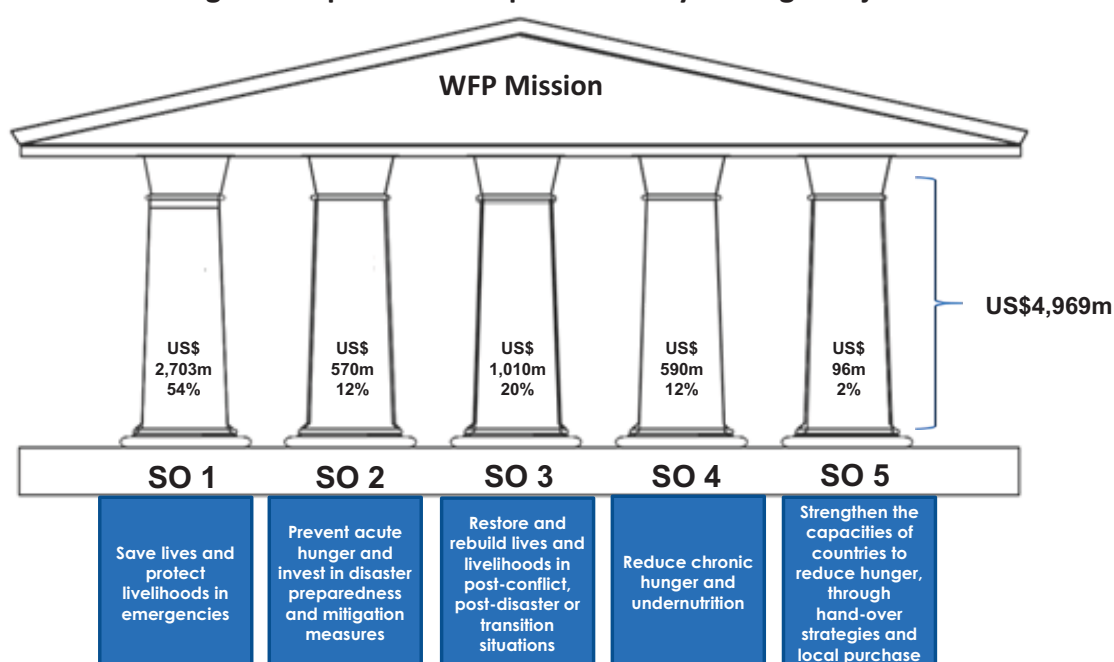 WFP Mission
US$
2,703m
54%
US$
570m
12%
US$
1,010m
20%
US$
590m
12%
US$
96m
2%
US$4,969m
SO 1
SO 2
SO 3
SO 4
SO 5
Save lives and
protect
livelihoods in
emergencies
Prevent acute
hunger and
invest in disaster
preparedness
and mitigation
measures
Restore and
rebuild lives and
livelihoods in
post-conflict,
post-disaster or
transition
situations
Reduce chronic
hunger and
undernutrition
Strengthen the
capacities of
countries to
reduce hunger,
through
hand-over
strategies and
local purchase